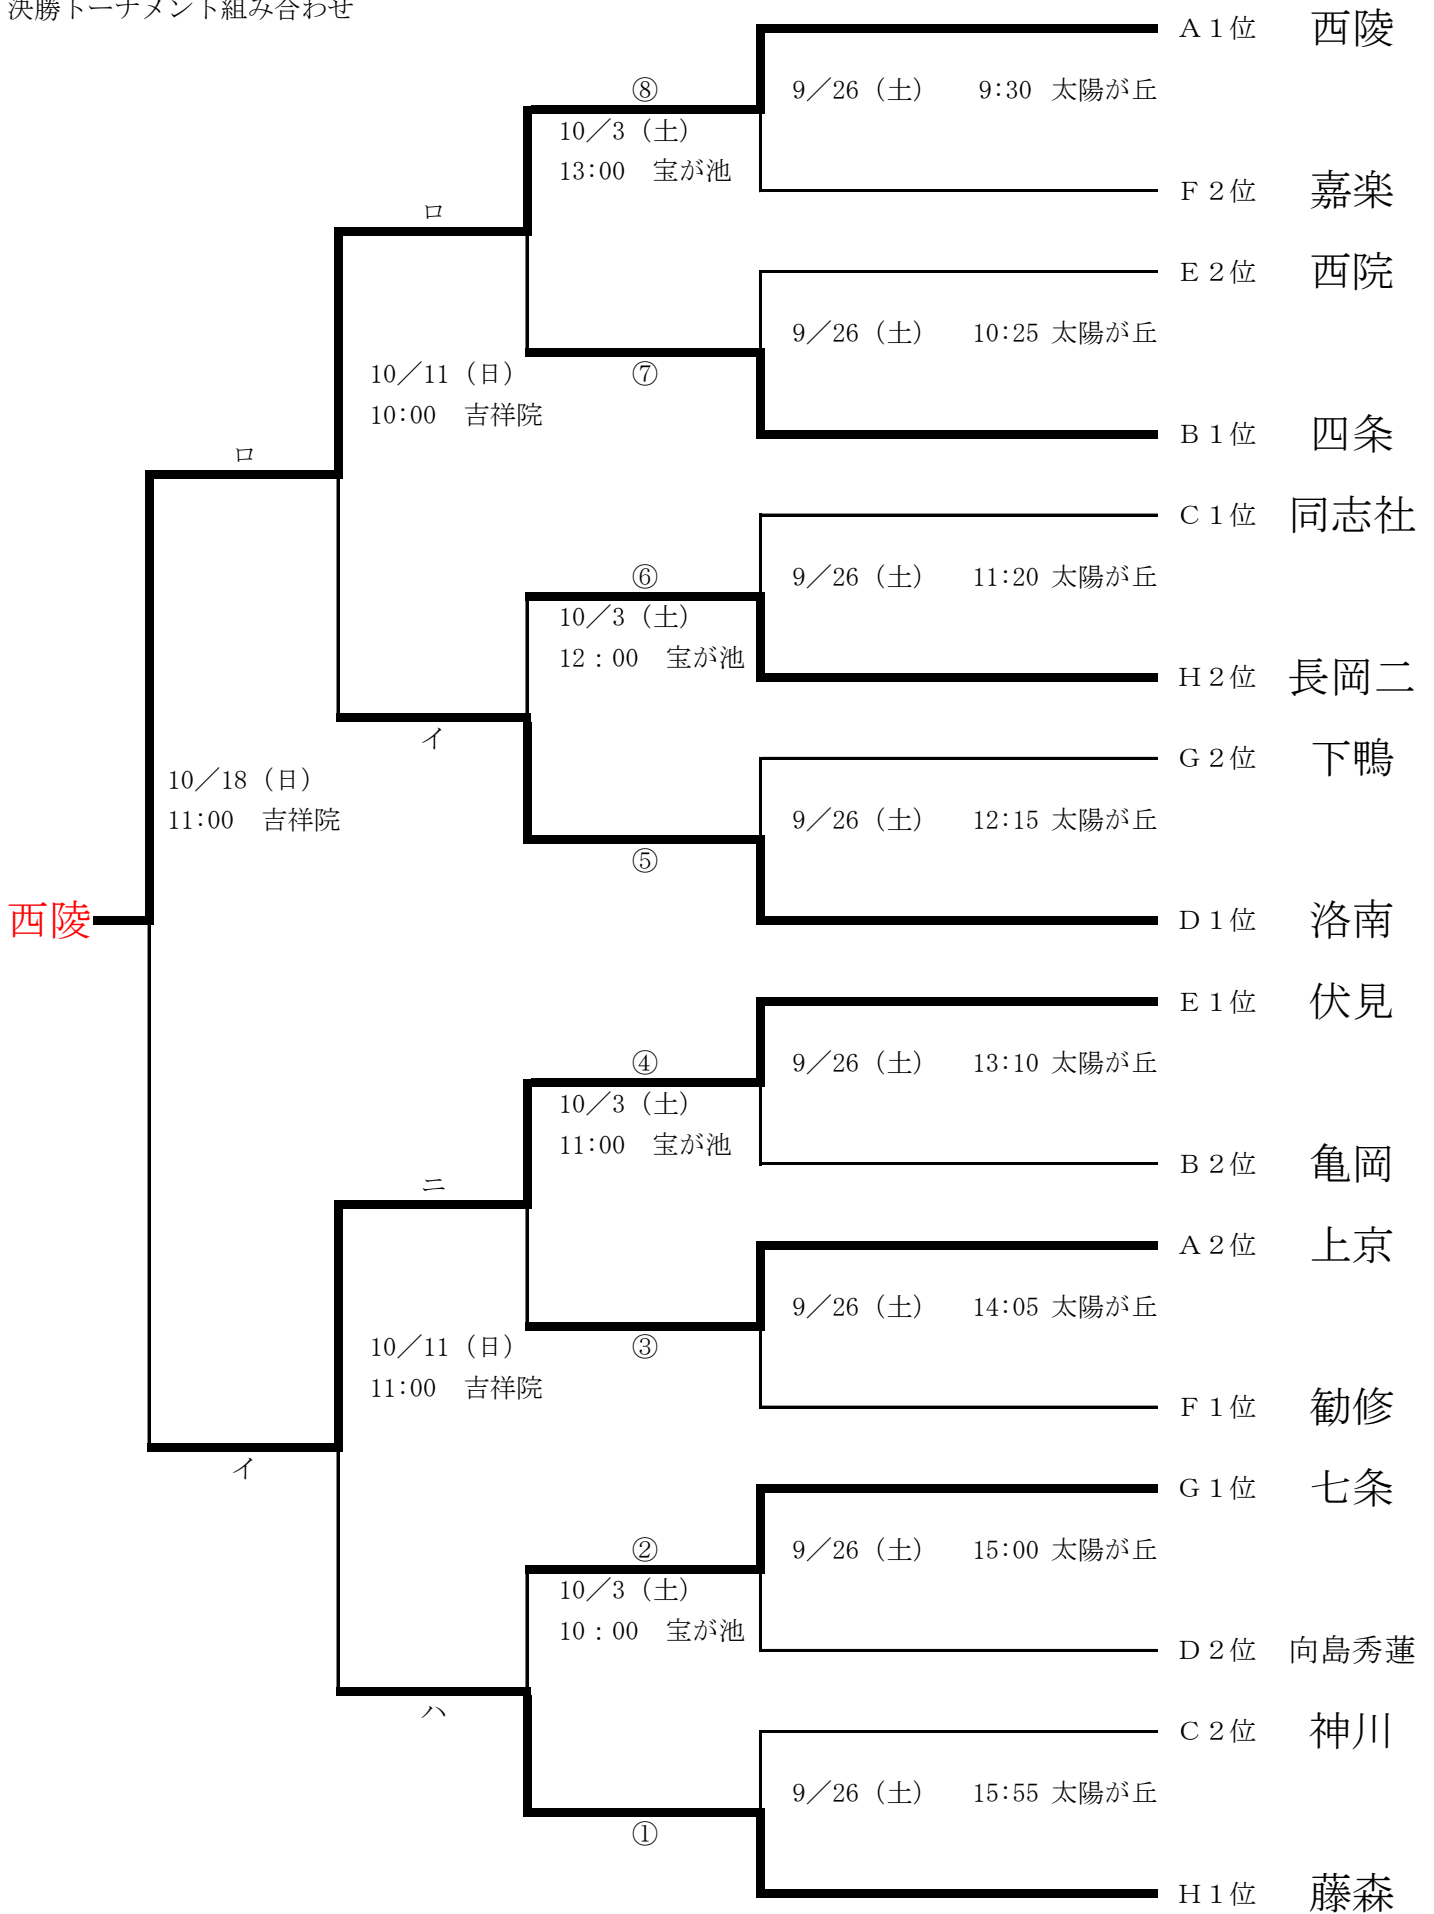 決勝トーナメント組み合わせ
A1位 西陵
⑧
9／26（土） 9:30 太陽が丘
10／3（土）
13:00 宝が池
F2位 嘉楽
ロ
E2位 西院
9／26（土） 10:25 太陽が丘
⑦
10／11（日）
10:00 吉祥院
B1位 四条
ロ
C1位 同志社
⑥
9／26（土） 11:20 太陽が丘
10／3（土）
12：00 宝が池
H2位 長岡二
イ
G2位 下鴨
10／18（日）
11:00 吉祥院
9／26（土） 12:15 太陽が丘
⑤
西陵
D1位 洛南
E1位 伏見
④
9／26（土） 13:10 太陽が丘
10／3（土）
11:00 宝が池
B2位 亀岡
ニ
A2位 上京
9／26（土） 14:05 太陽が丘
③
10／11（日）
11:00 吉祥院
F1位 勧修
イ
G1位 七条
②
9／26（土） 15:00 太陽が丘
10／3（土）
10：00 宝が池
D2位 向島秀蓮
ハ
C2位 神川
9／26（土） 15:55 太陽が丘
①
H1位 藤森